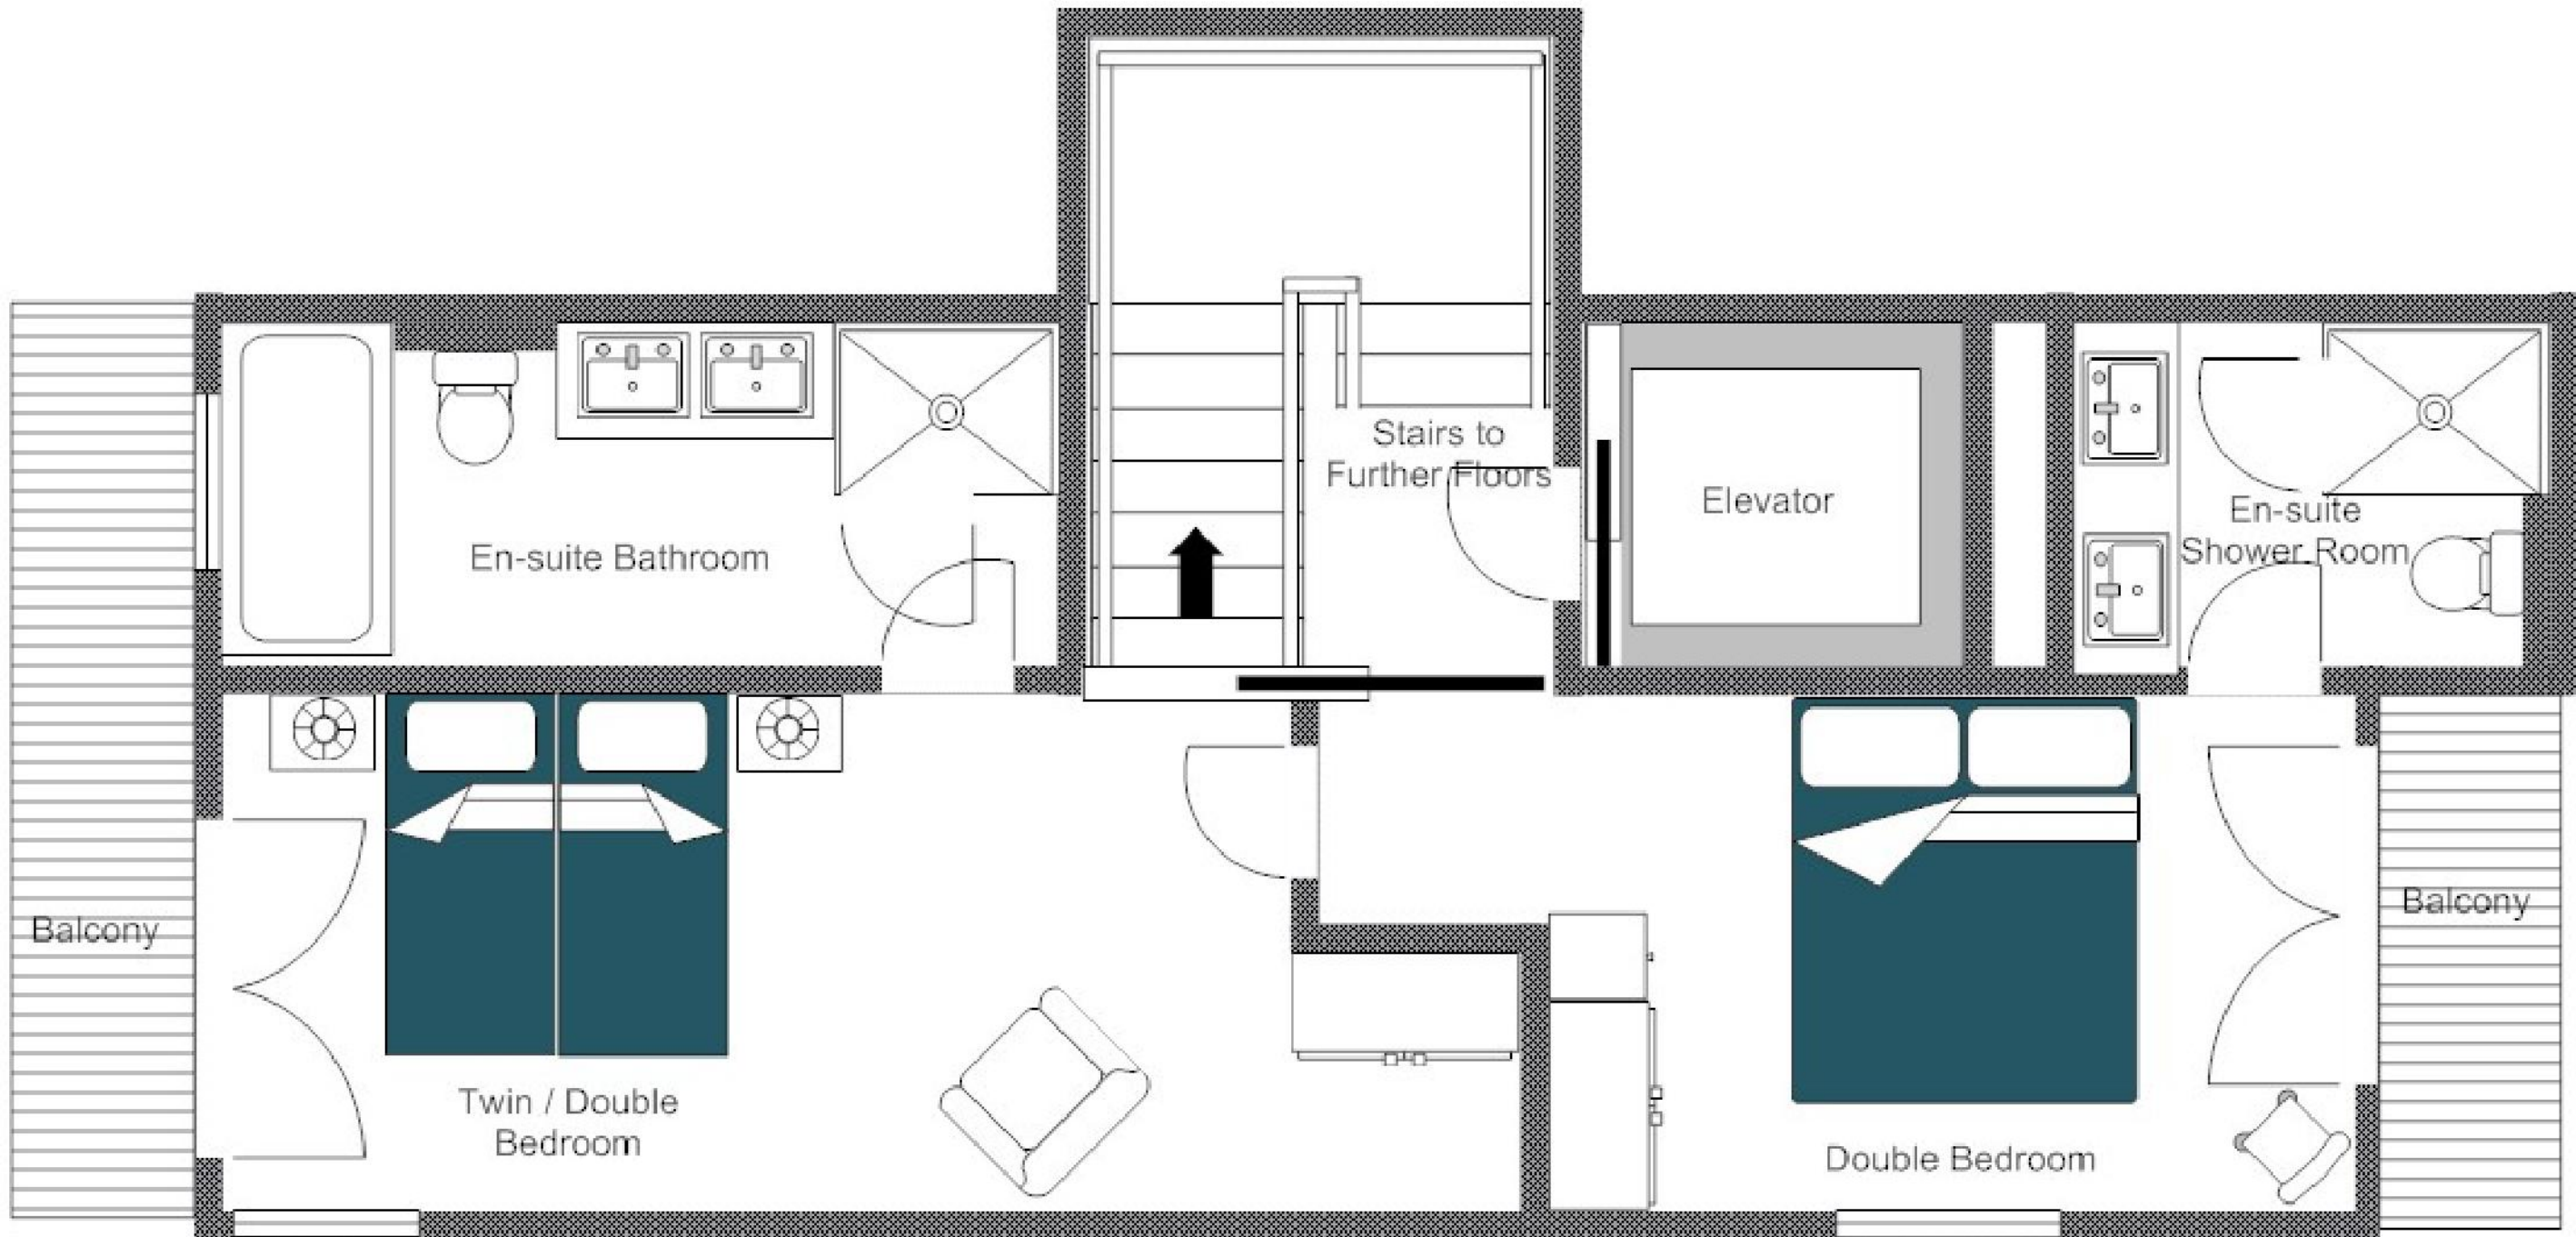 Stairs to
Further Floors
Elevator
En-suite
Shower Room
En-suite Bathroom
Balcony
Balcony
Twin / Double
Bedroom
Double Bedroom